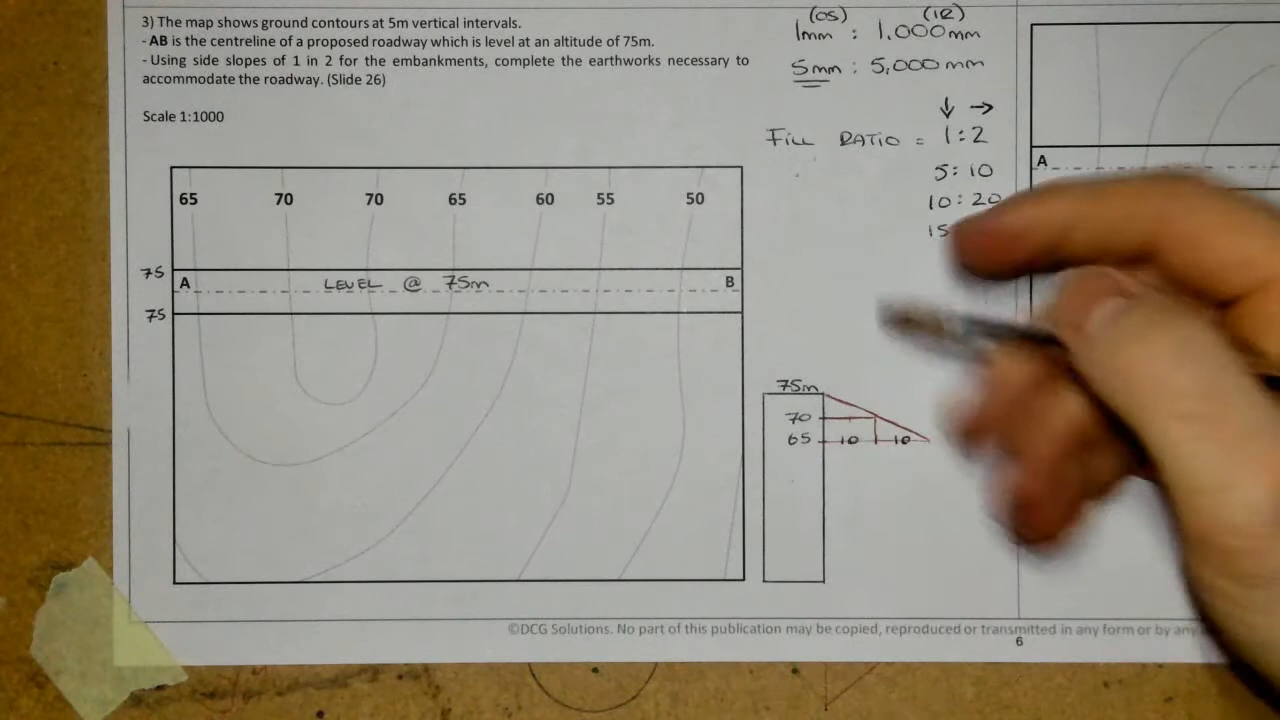 3) The map shows ground contours at 5m vertical intervals.
- AB is the centreline of a proposed roadway which is level at an altitude of 75m.
- Using side slopes of 1 in 2 for the embankments, complete the earthworks necessary to
accommodate the roadway. (Slide 26)
Scale 1:1000
(OS) (IR)
1mm : 1,000mm
5mm : 5,000mm
FILL RATIO = 1:2
5:10
10:20
15
65 70 70 65 60 55 50
75
A LEVEL @ 75m B
75
75m
70
65 10 10
A
©DCG Solutions. No part of this publication may be copied, reproduced or transmitted in any form or by any
6